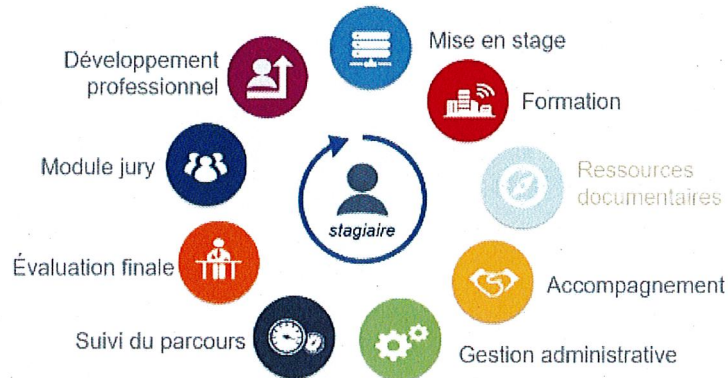 Mise en stage
Formation
Ressources
documentaires
Accompagnement
Gestion administrative
Suivi du parcours
Évaluation finale
Module jury
Développement
professionnel
stagiaire